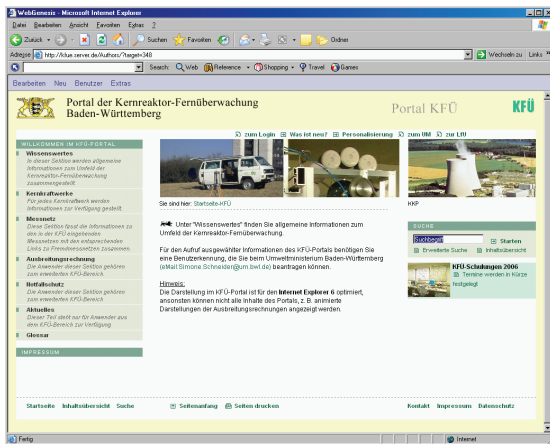 WebGenesis - Microsoft Internet Explorer
Datei Bearbeiten Ansicht Favoriten Extras ?
Zurück Suchen Favoriten Ordner
Adresse http://kfue.xerver.de/Authors/?target=348 Wechseln zu Links
Search: Web Reference Shopping Travel Games
Bearbeiten Neu Benutzer Extras
Portal der Kernreaktor-Fernüberwachung
Baden-Württemberg
Portal KFÜ
KFÜ
zum Login Was ist neu? Personalisierung zum UM zur LfU
WILLKOMMEN IM KFÜ-PORTAL
Wissenswertes
In dieser Sektion werden allgemeine
Informationen zum Umfeld der
Kernreaktor-Fernüberwachung
zusammengestellt.
Kernkraftwerke
Für jedes Kernkraftwerk werden
Informationen zur Verfügung gestellt.
Messnetz
Diese Sektion fasst die Informationen zu
den in der KFÜ eingehenden
Messnetzen mit den entsprechenden
Links zu Fremdmessnetzen zusammen.
Ausbreitungsrechnung
Die Anwender dieser Sektion gehören
zum erweiterten KFÜ-Bereich
Notfallschutz
Die Anwender dieser Sektion gehören
zum erweiterten KFÜ-Bereich
Aktuelles
Dieser Teil steht nur für Anwender aus
dem KFÜ-Bereich zur Verfügung
Glossar
IMPRESSUM
Sie sind hier: Startseite-KFÜ
KKP
Unter "Wissenswertes" finden Sie allgemeine Informationen zum
Umfeld der Kernreaktor-Fernüberwachung.
Für den Aufruf ausgewählter Informationen des KFÜ-Portals benötigen Sie
eine Benutzerkennung, die Sie beim Umweltministerium Baden-Württemberg
(eMail:Simone.Schneider@um.bwl.de) beantragen können.
Hinweis:
Die Darstellung im KFÜ-Portal ist für den Internet Explorer 6 optimiert,
ansonsten können nicht alle Inhalte des Portals, z. B. animierte
Darstellungen der Ausbreitungsrechnungen angezeigt werden.
SUCHE
Suchbegriff Starten
Erweiterte Suche Inhaltsübersicht
KFÜ-Schulungen 2006
Termine werden in Kürze
festgelegt
Startseite Inhaltsübersicht Suche Seitenanfang Seiten drucken Kontakt Impressum Datenschutz
Fertig Internet